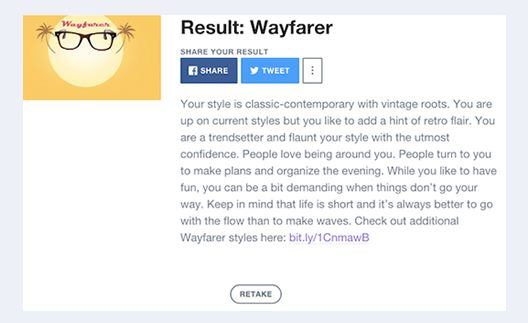 Wayfarer
Result: Wayfarer
SHARE YOUR RESULT
SHARE
TWEET
Your style is classic-contemporary with vintage roots. You are
up on current styles but you like to add a hint of retro flair. You
are a trendsetter and flaunt your style with the utmost
confidence. People love being around you. People turn to you
to make plans and organize the evening. While you like to have
fun, you can be a bit demanding when things don't go your
way. Keep in mind that life is short and it's always better to go
with the flow than to make waves. Check out additional
Wayfarer styles here: bit.ly/1CnmawB
RETAKE